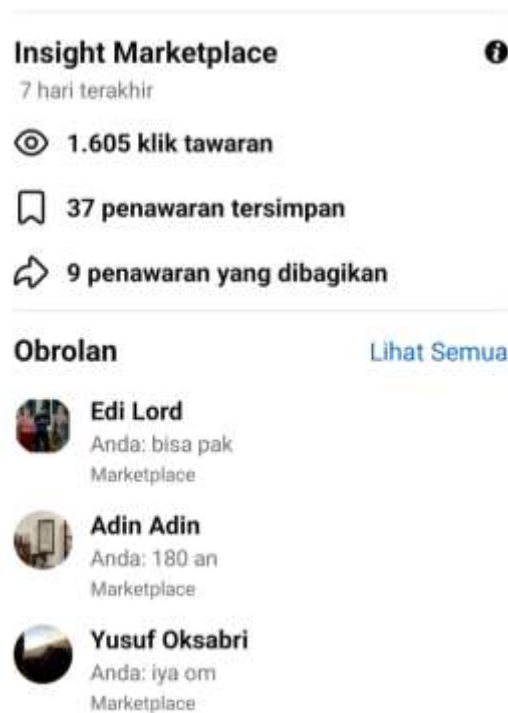 Insight Marketplace
7 hari terakhir
1.605 klik tawaran
37 penawaran tersimpan
9 penawaran yang dibagikan
Obrolan
Lihat Semua
Edi Lord
Anda: bisa pak
Marketplace
Adin Adin
Anda: 180 an
Marketplace
Yusuf Oksabri
Anda: iya om
Marketplace